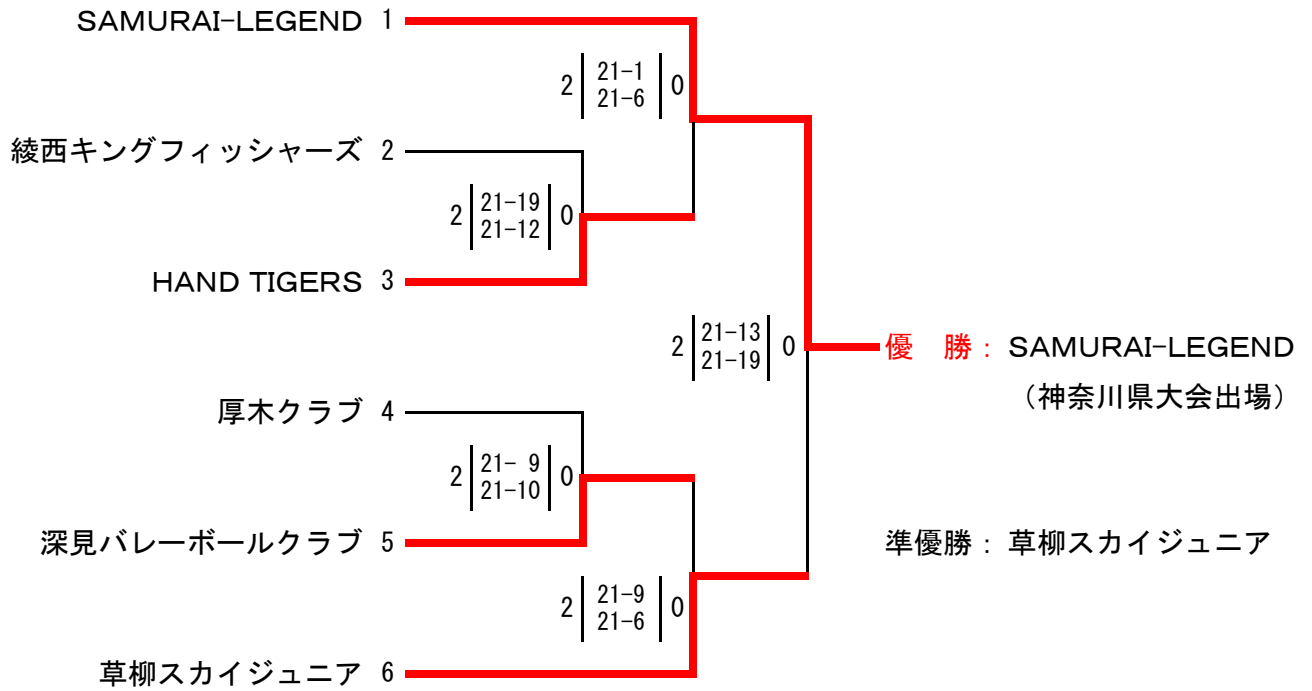 SAMURAI-LEGEND 1
2 21-1 0
21-6
綾西キングフィッシャーズ 2
2 21-19 0
21-12
HAND TIGERS 3
2 21-13 0
21-19
優　勝： SAMURAI-LEGEND
（神奈川県大会出場）
厚木クラブ 4
2 21- 9 0
21-10
深見バレーボールクラブ 5
準優勝： 草柳スカイジュニア
2 21-9 0
21-6
草柳スカイジュニア 6